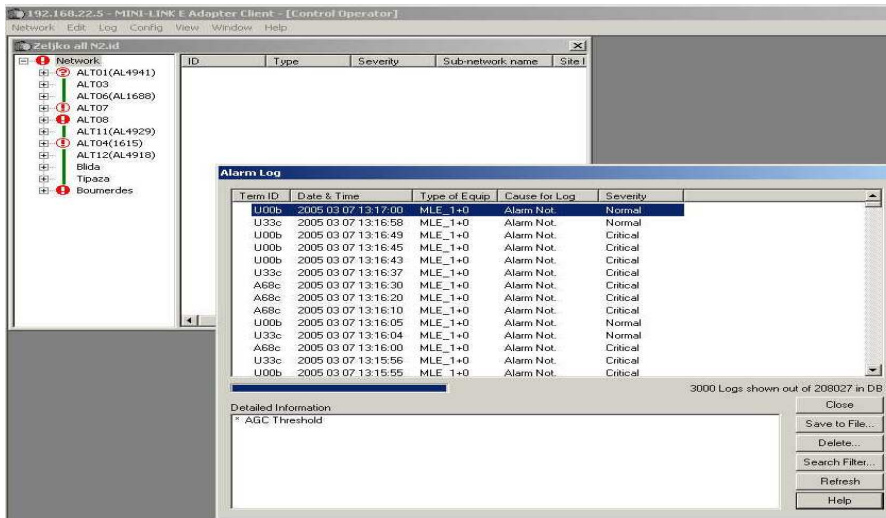 192.168.22.5 - MINI-LINK E Adapter Client - [Control Operator]
Network Edit Log Config View Window Help
Zeljko all N2.id
Network
ALT01(AL4941)
ALT03
ALT06(AL1688)
ALT07
ALT08
ALT11(AL4929)
ALT04(1615)
ALT12(AL4918)
Blida
Tipaza
Boumerdes
ID Type Severity Sub-network name Site I
Alarm Log
Term ID Date & Time Type of Equip Cause for Log Severity
U00b 2005 03 07 13:17:00 MLE_1+0 Alarm Not. Normal
U33c 2005 03 07 13:16:58 MLE_1+0 Alarm Not. Normal
U00b 2005 03 07 13:16:49 MLE_1+0 Alarm Not. Critical
U00b 2005 03 07 13:16:45 MLE_1+0 Alarm Not. Critical
U00b 2005 03 07 13:16:43 MLE_1+0 Alarm Not. Critical
U33c 2005 03 07 13:16:37 MLE_1+0 Alarm Not. Critical
A68c 2005 03 07 13:16:30 MLE_1+0 Alarm Not. Critical
A68c 2005 03 07 13:16:20 MLE_1+0 Alarm Not. Critical
A68c 2005 03 07 13:16:10 MLE_1+0 Alarm Not. Critical
U00b 2005 03 07 13:16:05 MLE_1+0 Alarm Not. Normal
U33c 2005 03 07 13:16:04 MLE_1+0 Alarm Not. Normal
A68c 2005 03 07 13:16:00 MLE_1+0 Alarm Not. Critical
U33c 2005 03 07 13:15:56 MLE_1+0 Alarm Not. Critical
U00b 2005 03 07 13:15:55 MLE_1+0 Alarm Not. Critical
3000 Logs shown out of 208027 in DB
Detailed Information
* AGC Threshold
Close
Save to File...
Delete...
Search Filter...
Refresh
Help